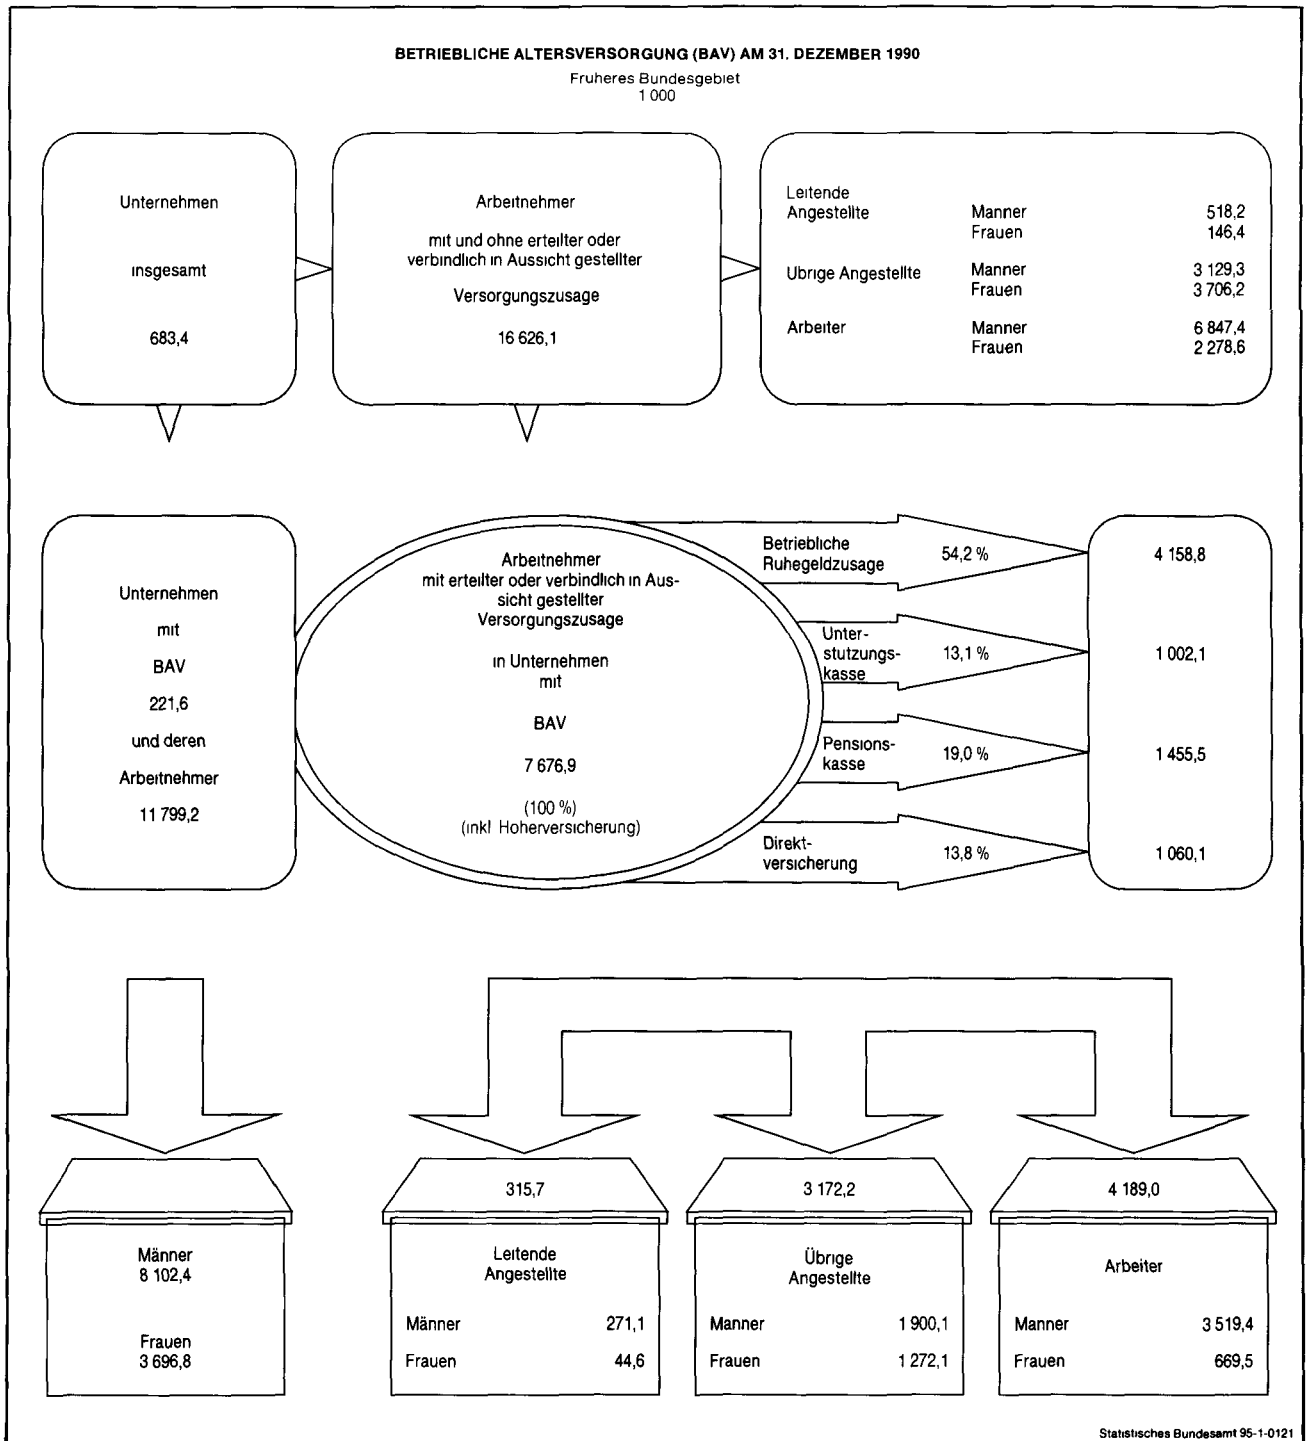 BETRIEBLICHE ALTERSVERSORGUNG (BAV) AM 31. DEZEMBER 1990
Fruheres Bundesgebiet
1 000
Unternehmen
insgesamt
683,4
Arbeitnehmer
mit und ohne erteilter oder
verbindlich in Aussicht gestellter
Versorgungszusage
16 626,1
Leitende
Angestellte Manner 518,2
Frauen 146,4
Ubrige Angestellte Manner 3 129,3
Frauen 3 706,2
Arbeiter Manner 6 847,4
Frauen 2 278,6
Unternehmen
mit
BAV
221,6
und deren
Arbeitnehmer
11 799,2
Arbeitnehmer
mit erteilter oder verbindlich in Aus-
sicht gestellter
Versorgungszusage
in Unternehmen
mit
BAV
7 676,9
(100 %)
(inkl Hoherversicherung)
Betriebliche
Ruhegeldzusage 54,2 % 4 158,8
Unter-
stutzungs-
kasse 13,1 % 1 002,1
Pensions-
kasse 19,0 % 1 455,5
Direkt-
versicherung 13,8 % 1 060,1
Männer
8 102,4
Frauen
3 696,8
315,7
Leitende
Angestellte
Männer 271,1
Frauen 44,6
3 172,2
Übrige
Angestellte
Manner 1 900,1
Frauen 1 272,1
4 189,0
Arbeiter
Manner 3 519,4
Frauen 669,5
Statistisches Bundesamt 95-1-0121